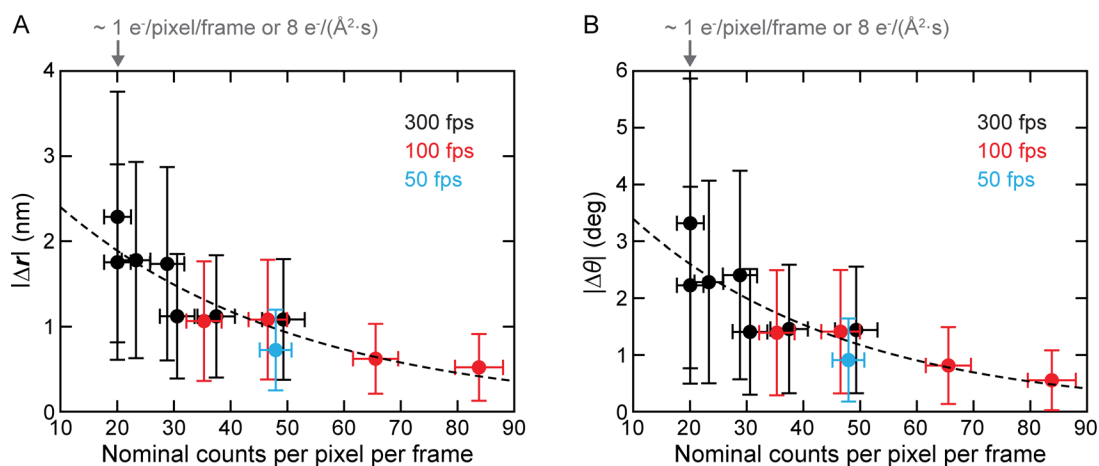 A
~ 1 e⁻/pixel/frame or 8 e⁻/(Å²·s)
4
3
2
1
0
|Δr| (nm)
300 fps
100 fps
50 fps
10 20 30 40 50 60 70 80 90
Nominal counts per pixel per frame
B
~ 1 e⁻/pixel/frame or 8 e⁻/(Å²·s)
6
5
4
3
2
1
0
|Δθ| (deg)
300 fps
100 fps
50 fps
10 20 30 40 50 60 70 80 90
Nominal counts per pixel per frame